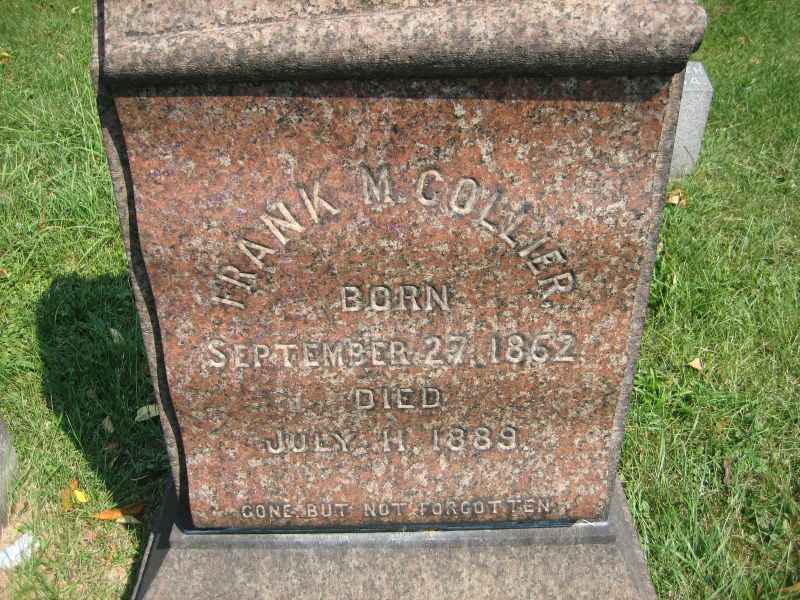 FRANK M. COLLIER
BORN
SEPTEMBER 27, 1862
DIED
JULY 11, 1889.
GONE BUT NOT FORGOTTEN